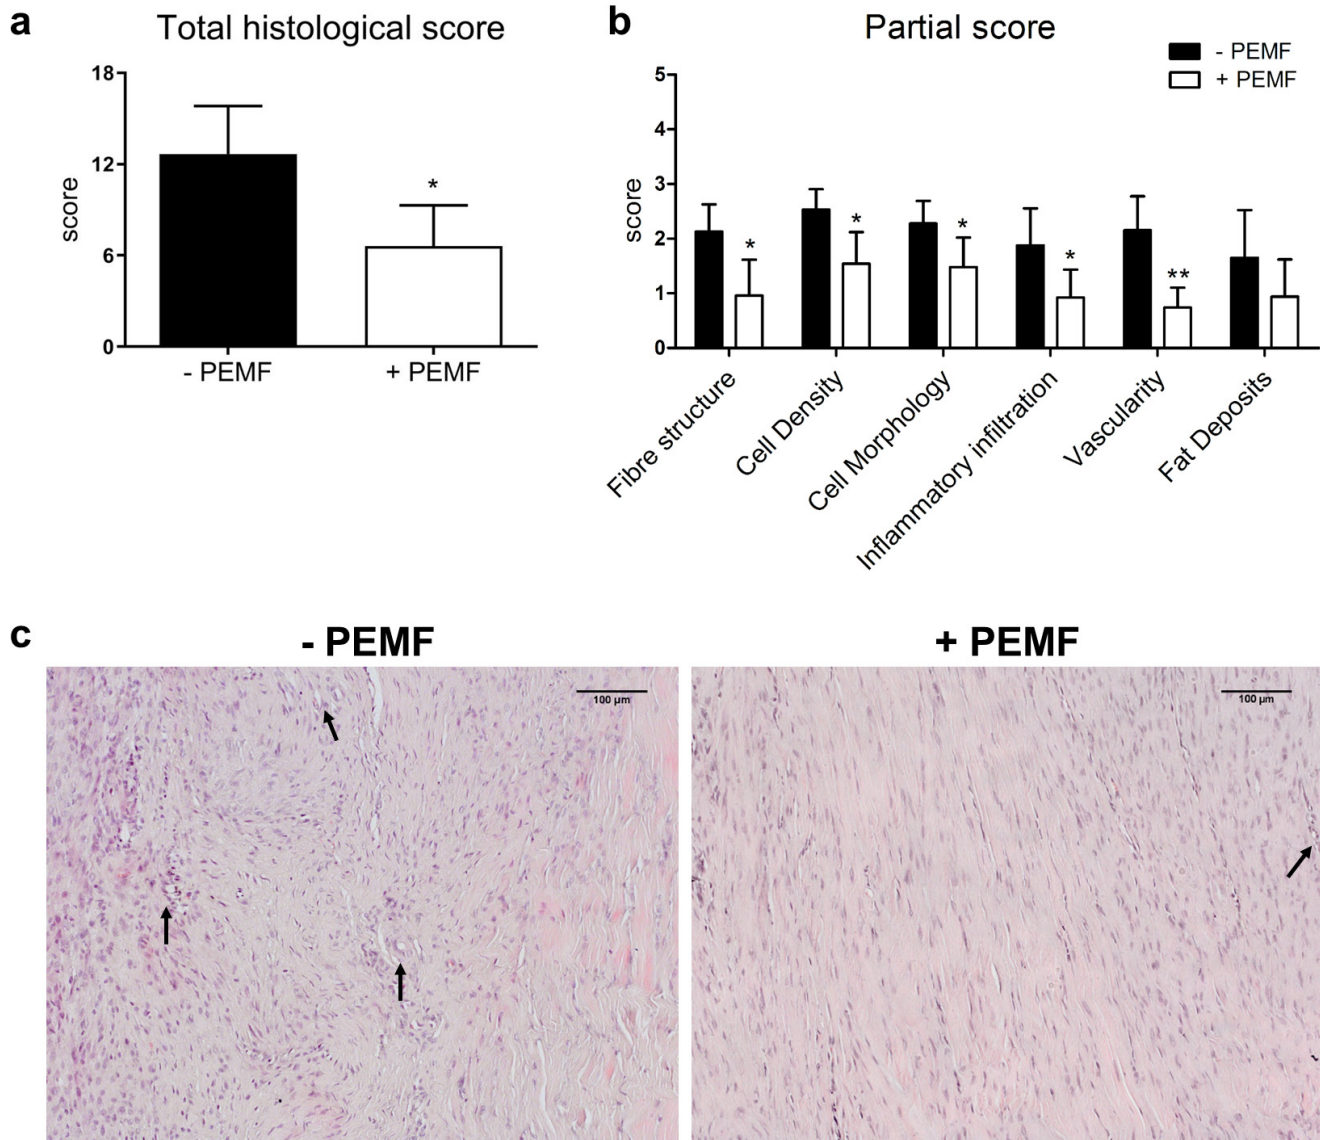 a
Total histological score
18
12
6
0
score
*
- PEMF
+ PEMF
b
Partial score
- PEMF
+ PEMF
5
4
3
2
1
0
score
*
*
*
*
**
Fibre structure
Cell Density
Cell Morphology
Inflammatory infiltration
Vascularity
Fat Deposits
c
- PEMF
+ PEMF
100 µm
100 µm